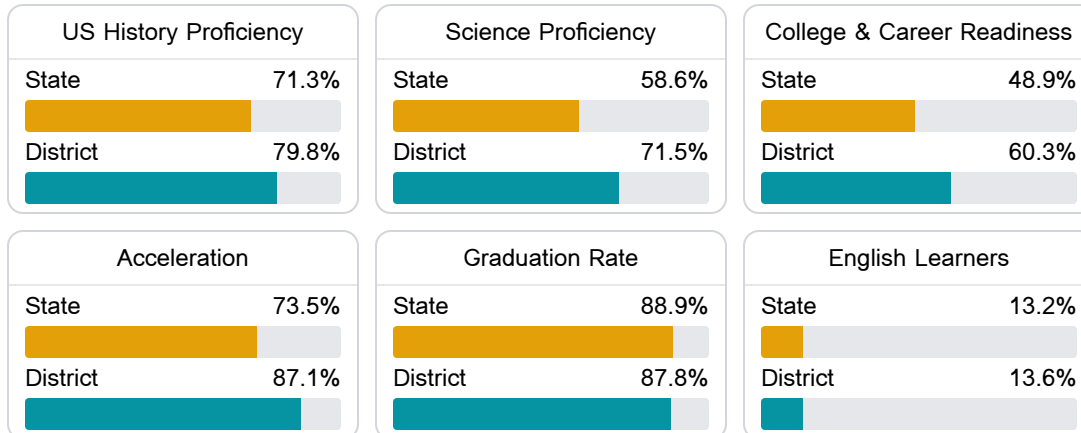 US History Proficiency
State 71.3%
District 79.8%
Science Proficiency
State 58.6%
District 71.5%
College & Career Readiness
State 48.9%
District 60.3%
Acceleration
State 73.5%
District 87.1%
Graduation Rate
State 88.9%
District 87.8%
English Learners
State 13.2%
District 13.6%